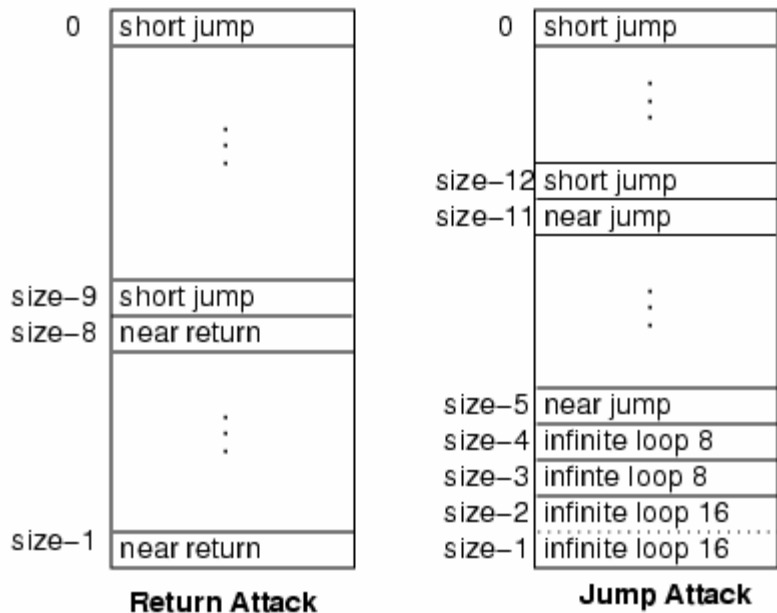 0 short jump
size-9 short jump
size-8 near return
size-1 near return
Return Attack
0 short jump
size-12 short jump
size-11 near jump
size-5 near jump
size-4 infinite loop 8
size-3 infinte loop 8
size-2 infinite loop 16
size-1 infinite loop 16
Jump Attack